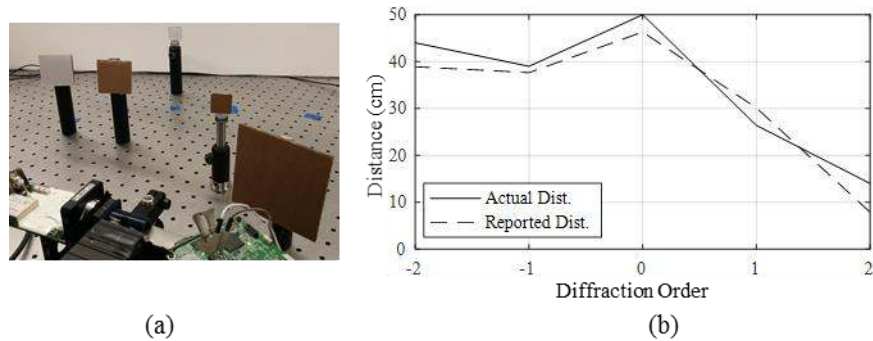 50
40
30
20
10
0
Distance (cm)
Actual Dist.
Reported Dist.
-2
-1
0
1
2
Diffraction Order
(a)
(b)